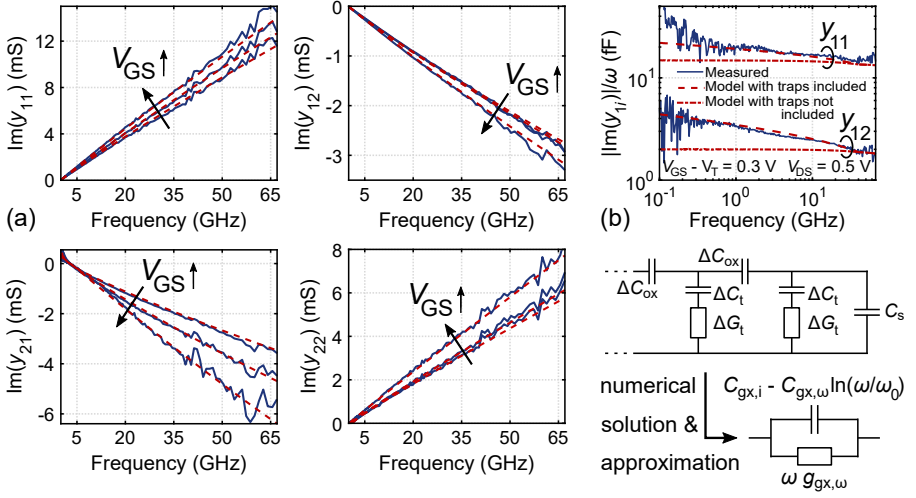 Im(y11) (mS)
12
8
4
0
VGS
5 20 35 50 65
Frequency (GHz)
(a)
Im(y12) (mS)
0
-1
-2
-3
VGS
5 20 35 50 65
Frequency (GHz)
Im(y21) (mS)
0
-2
-4
-6
VGS
5 20 35 50 65
Frequency (GHz)
Im(y22) (mS)
8
6
4
2
0
VGS
5 20 35 50 65
Frequency (GHz)
(b)
|Im(y1i)|/ω (fF)
10^1
10^0
y11
Measured
Model with traps included
Model with traps not
included
y12
VGS - VT = 0.3 V VDS = 0.5 V
10^-1 10^0 10^1
Frequency (GHz)
ΔCox
ΔCox
ΔCt
ΔGt
ΔCt
ΔGt
Cs
numerical
solution &
approximation
Cgx,i - Cgx,ω ln(ω/ω0)
ω ggx,ω